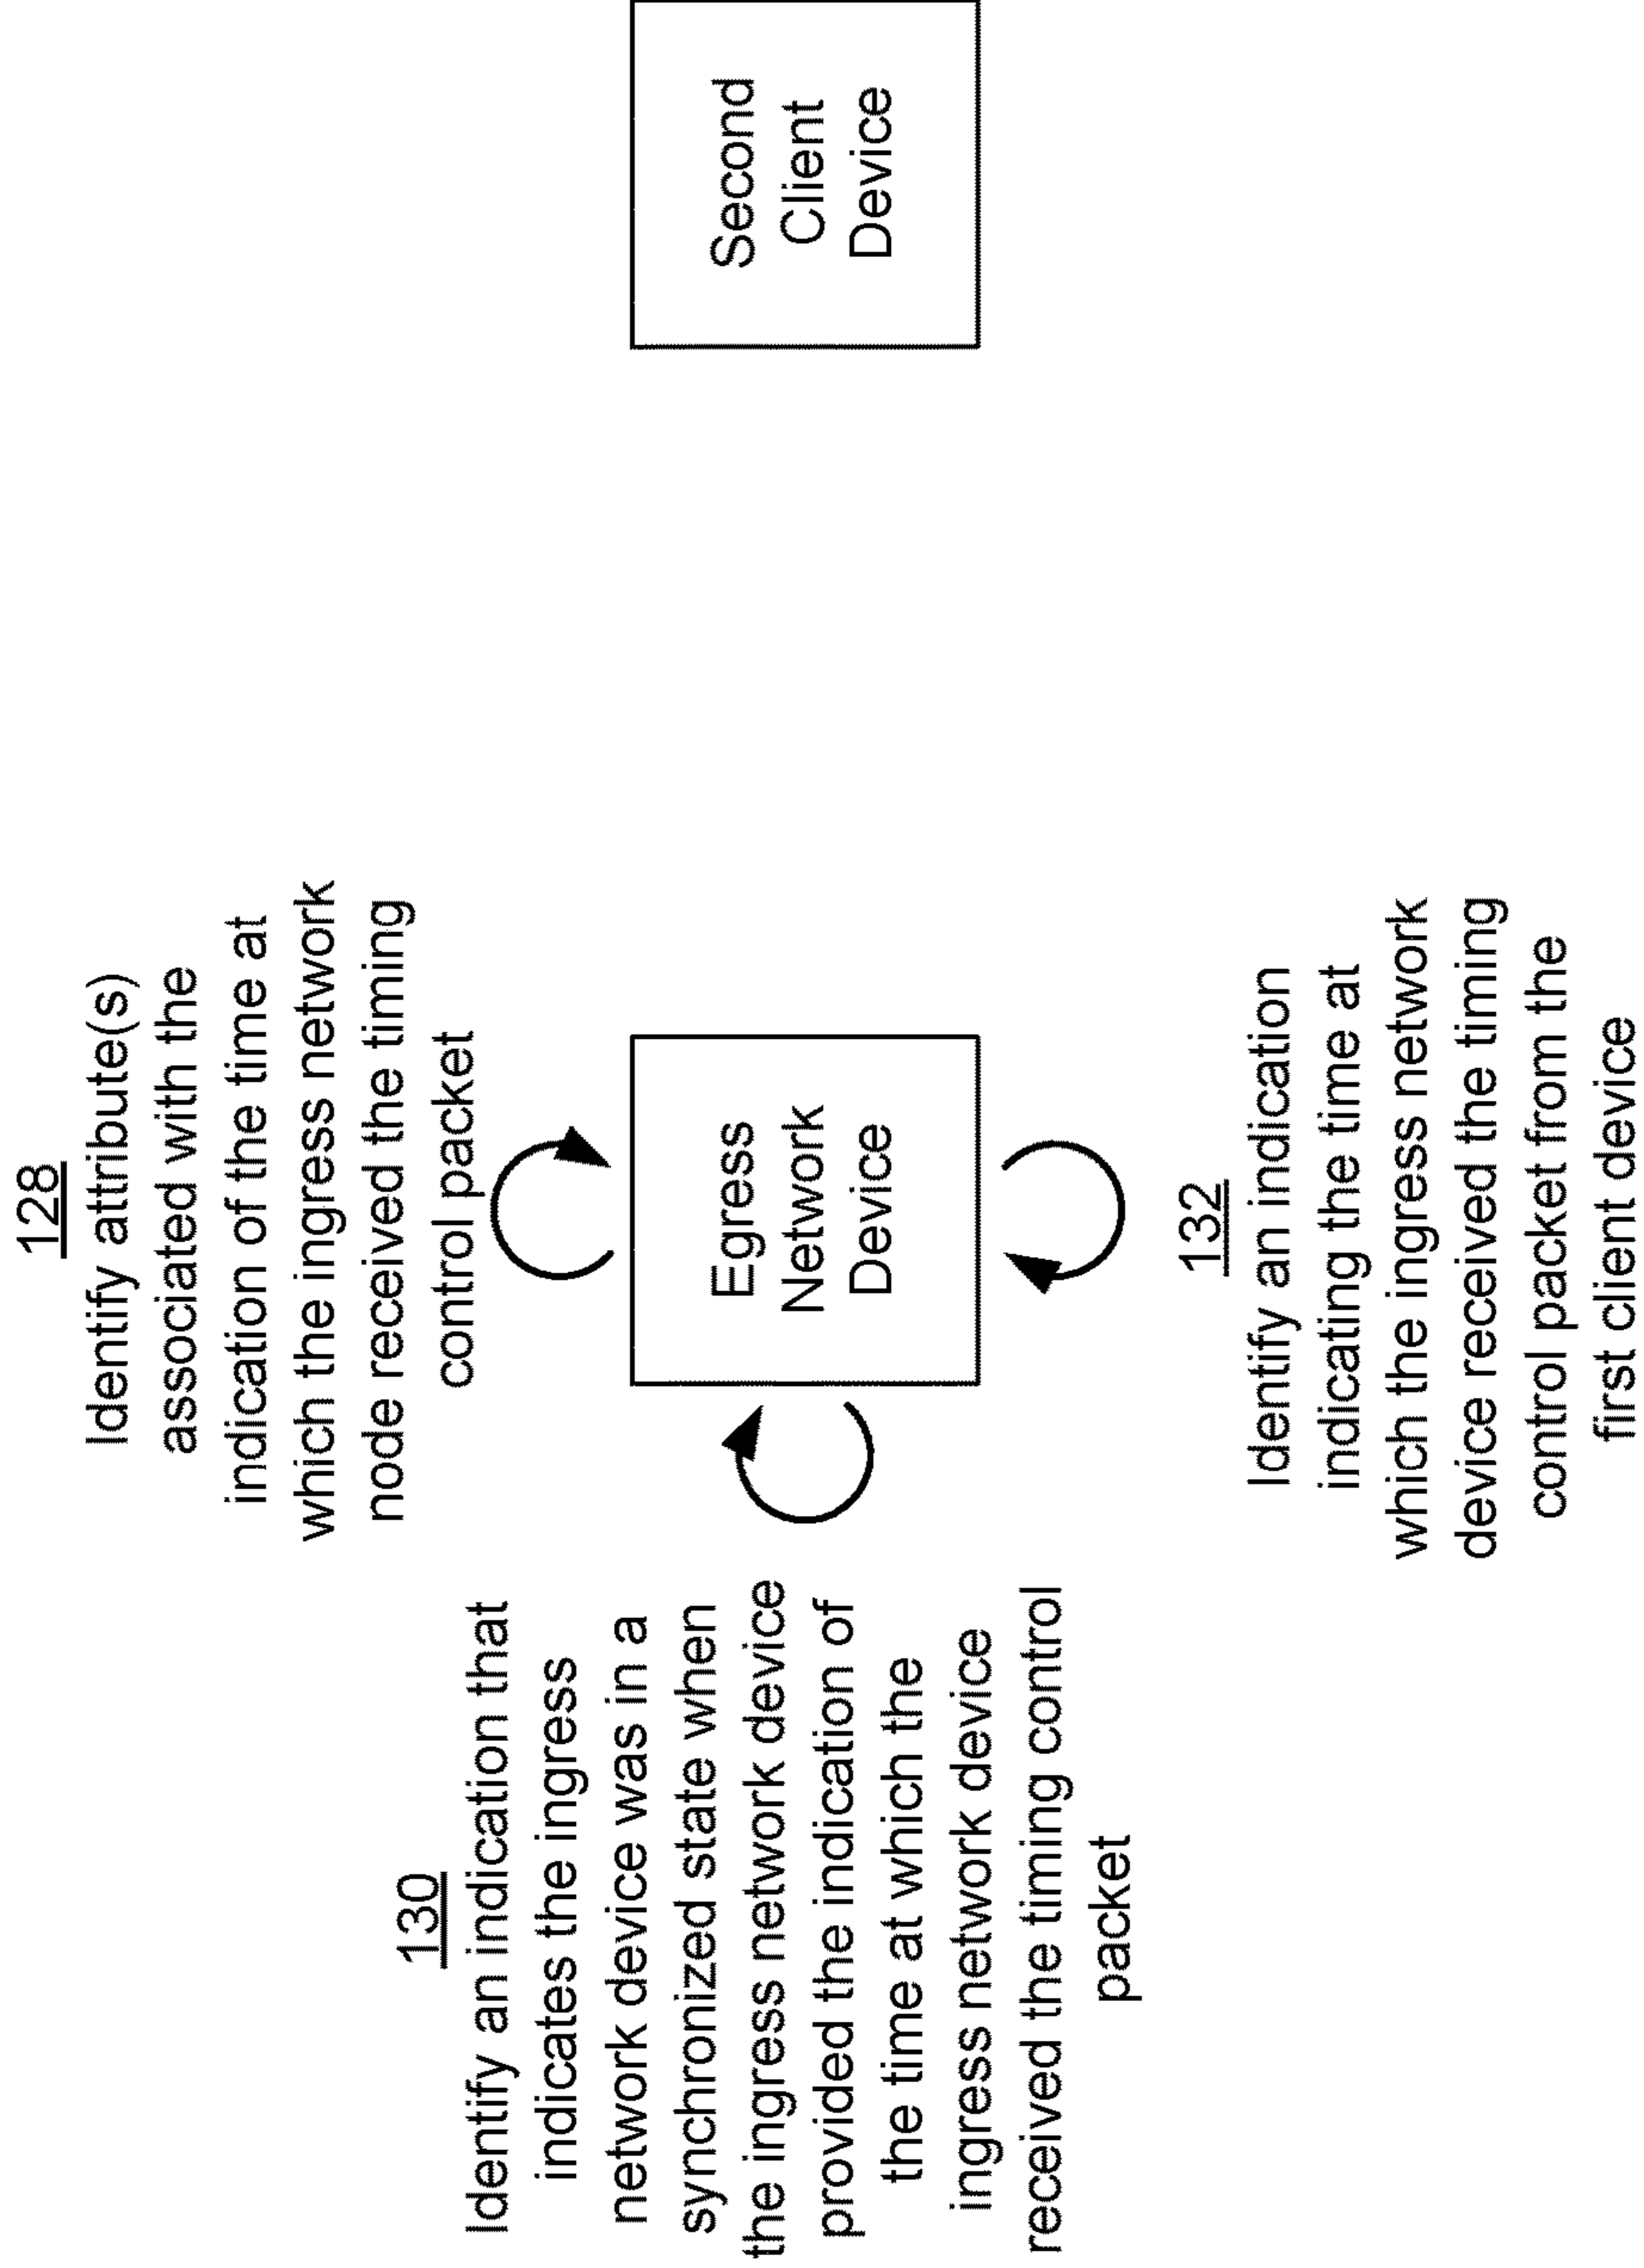 128
Identify attribute(s)
associated with the
indication of the time at
which the ingress network
node received the timing
control packet
130
Identify an indication that
indicates the ingress
network device was in a
synchronized state when
the ingress network device
provided the indication of
the time at which the
ingress network device
received the timing control
packet
Egress
Network
Device
Second
Client
Device
132
Identify an indication
indicating the time at
which the ingress network
device received the timing
control packet from the
first client device